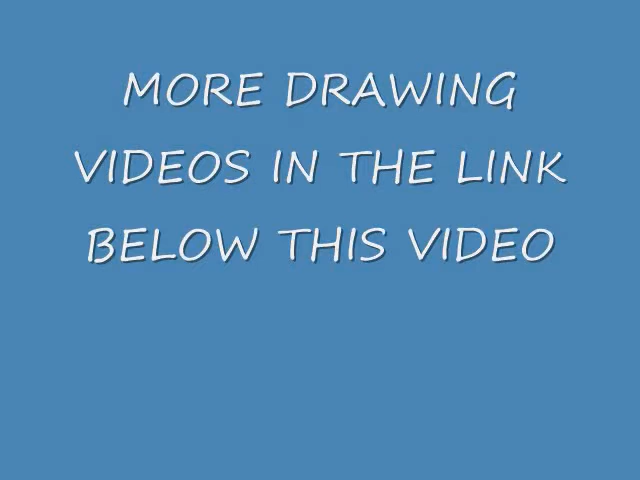 MORE DRAWING
VIDEOS IN THE LINK
BELOW THIS VIDEO